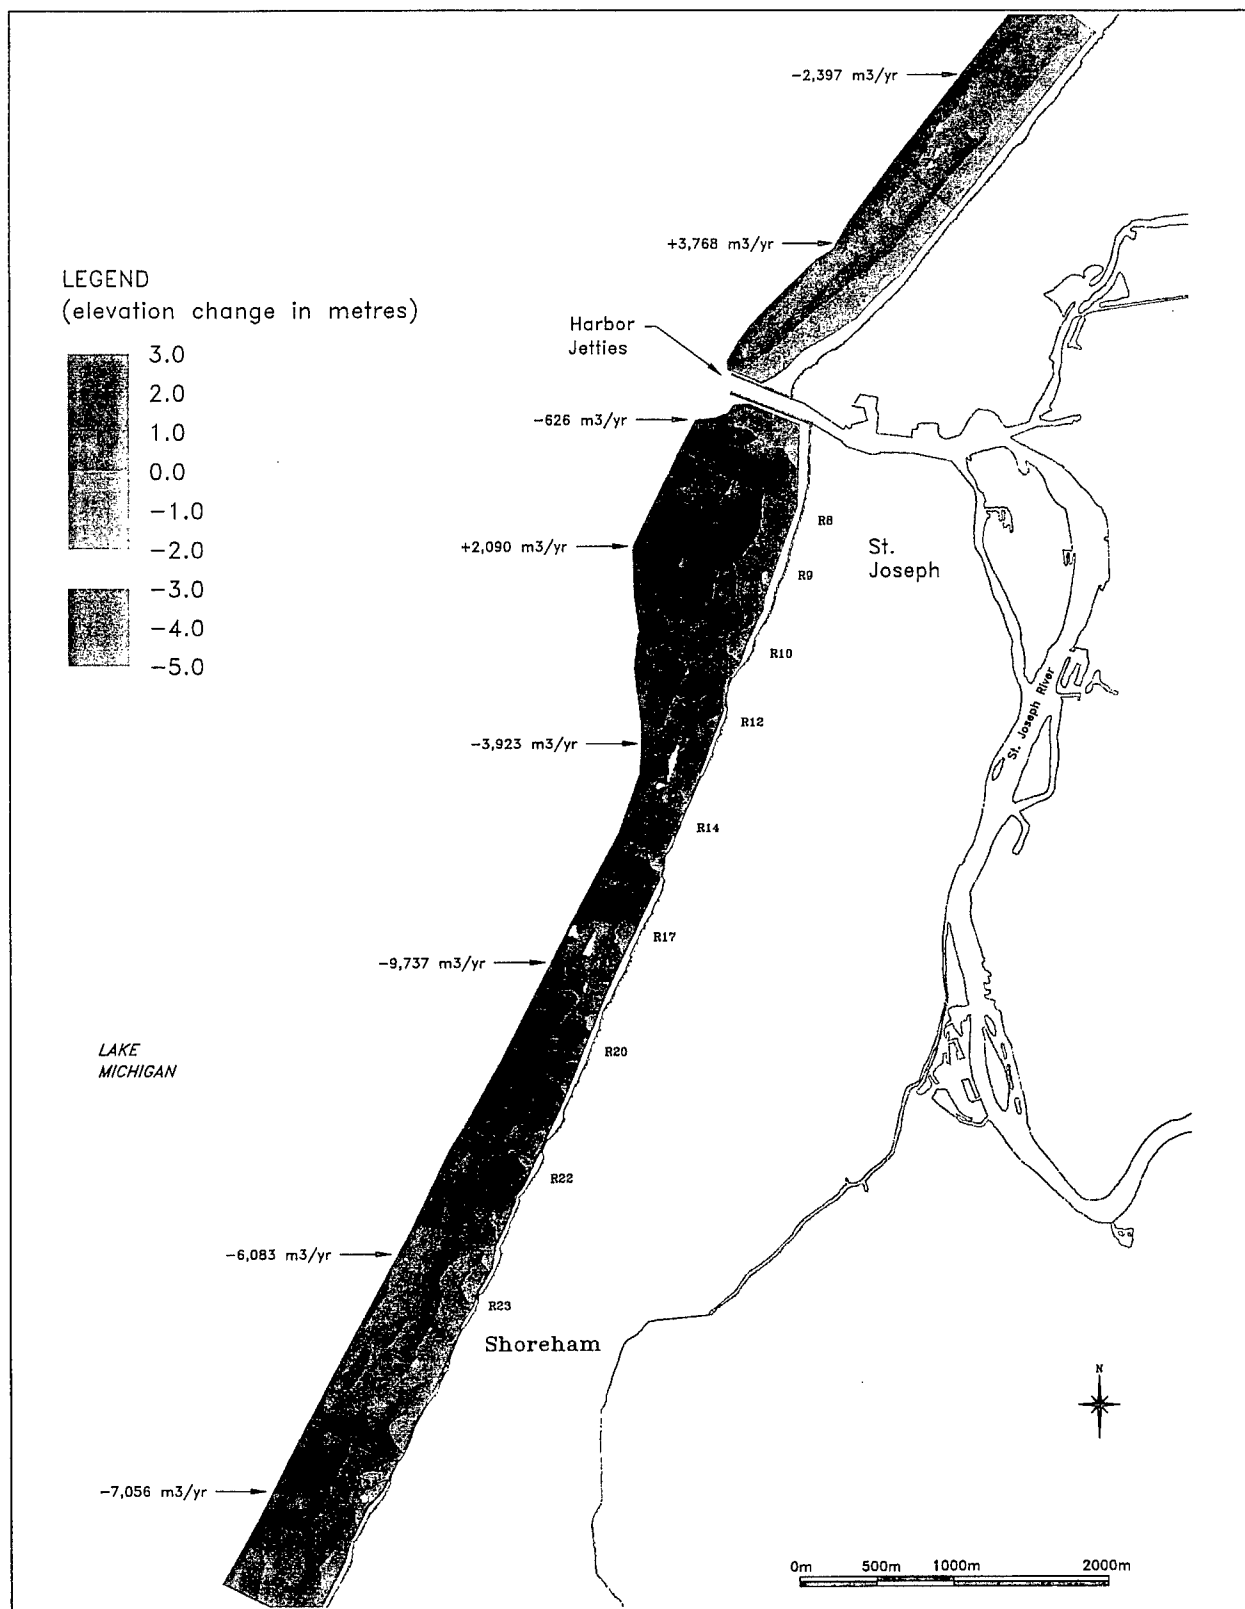 -2,397 m3/yr
+3,768 m3/yr
LEGEND
(elevation change in metres)
3.0
2.0
1.0
0.0
-1.0
-2.0
-3.0
-4.0
-5.0
Harbor
Jetties
-626 m3/yr
+2,090 m3/yr
R8
St.
Joseph
R9
R10
St. Joseph River
R12
-3,923 m3/yr
R14
R17
-9,737 m3/yr
LAKE
MICHIGAN
R20
R22
-6,083 m3/yr
R23
Shoreham
N
-7,056 m3/yr
0m 500m 1000m 2000m